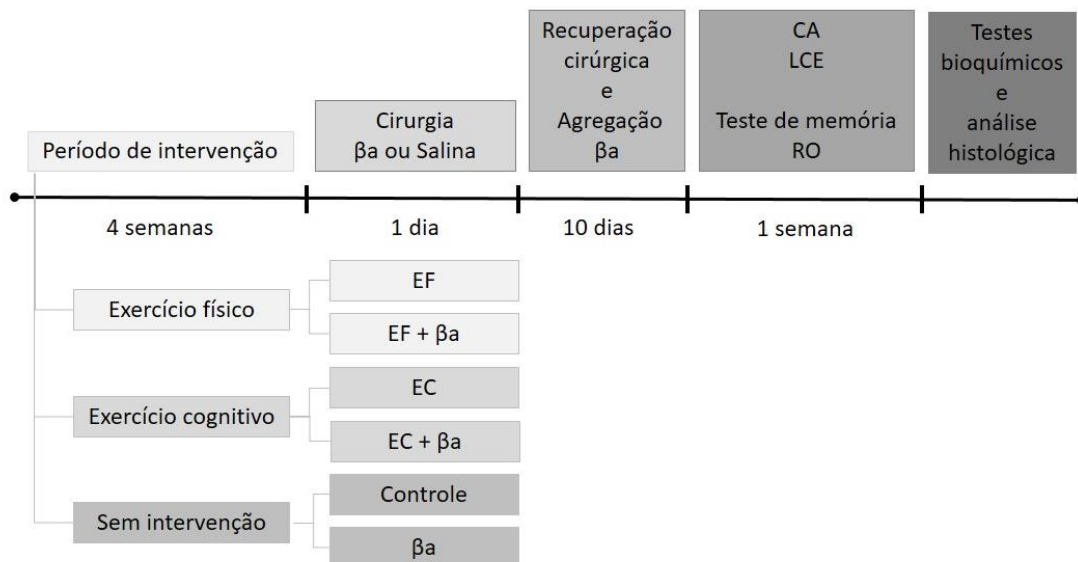 Período de intervenção
Cirurgia
βa ou Salina
Recuperação
cirúrgica
e
Agregação
βa
CA
LCE
Teste de memória
RO
Testes
bioquímicos
e
análise
histológica
4 semanas
1 dia
10 dias
1 semana
Exercício físico
EF
EF + βa
Exercício cognitivo
EC
EC + βa
Sem intervenção
Controle
βa